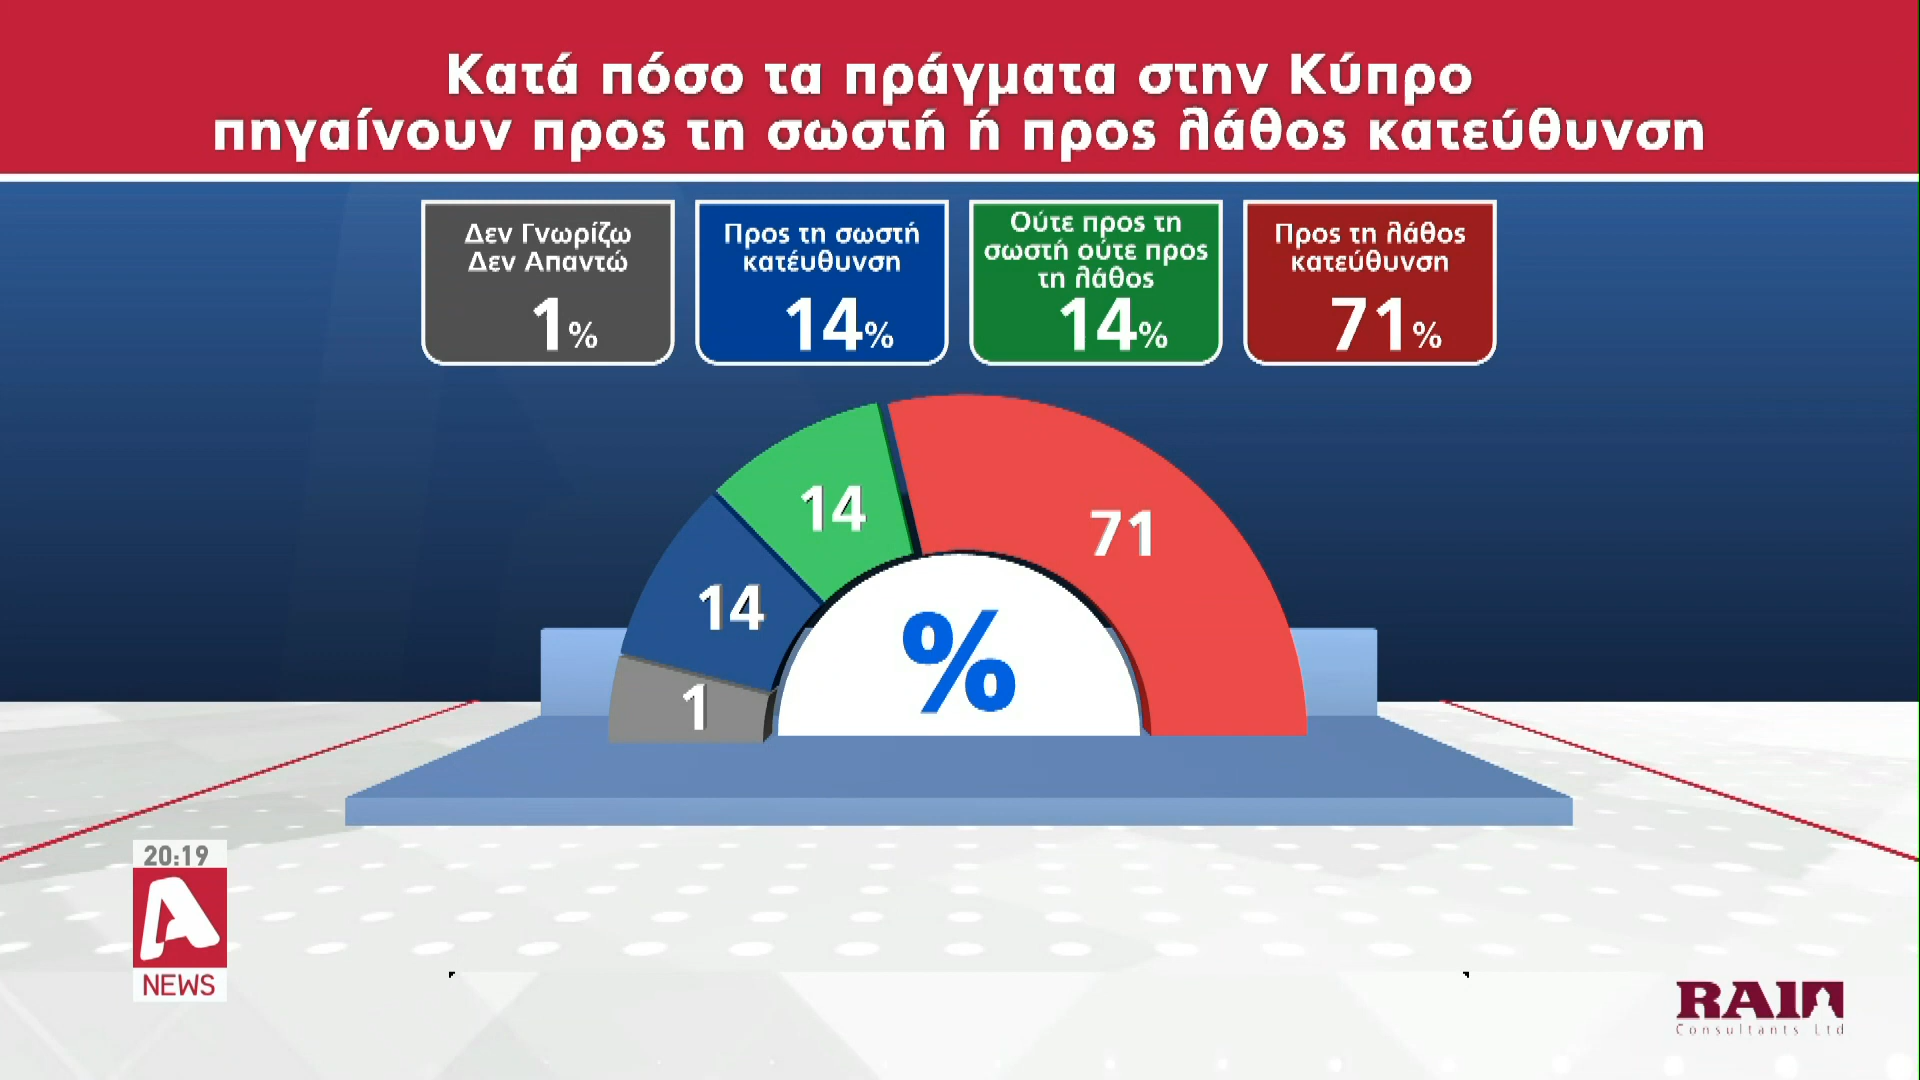 Κατά πόσο τα πράγματα στην Κύπρο
πηγαίνουν προς τη σωστή ή προς λάθος κατεύθυνση
Δεν Γνωρίζω
Δεν Απαντώ
1%
Προς τη σωστή
κατέυθυνση
14%
Ούτε προς τη
σωστή ούτε προς
τη λάθος
14%
Προς τη λάθος
κατεύθυνση
71%
14
71
14
1
%
20:19
A
NEWS
RAI
Consultants Ltd